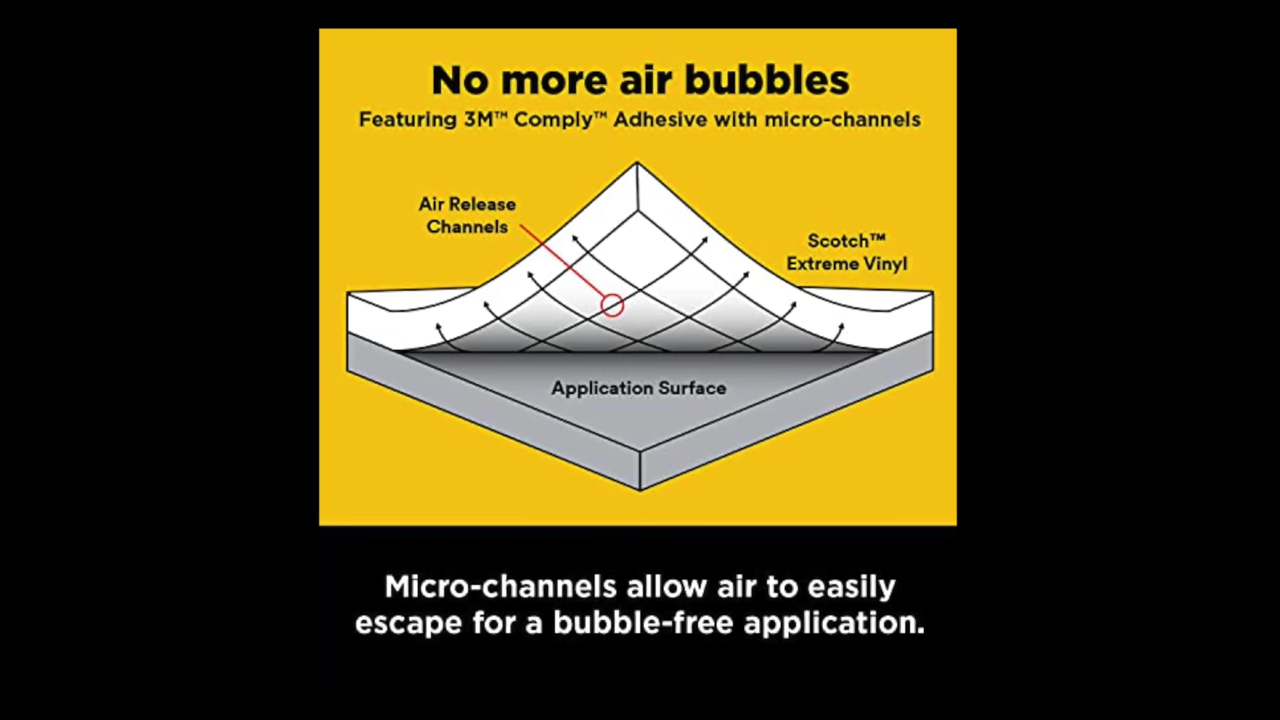 No more air bubbles
Featuring 3M™ Comply™ Adhesive with micro-channels
Air Release
Channels
Scotch™
Extreme Vinyl
Application Surface
Micro-channels allow air to easily
escape for a bubble-free application.